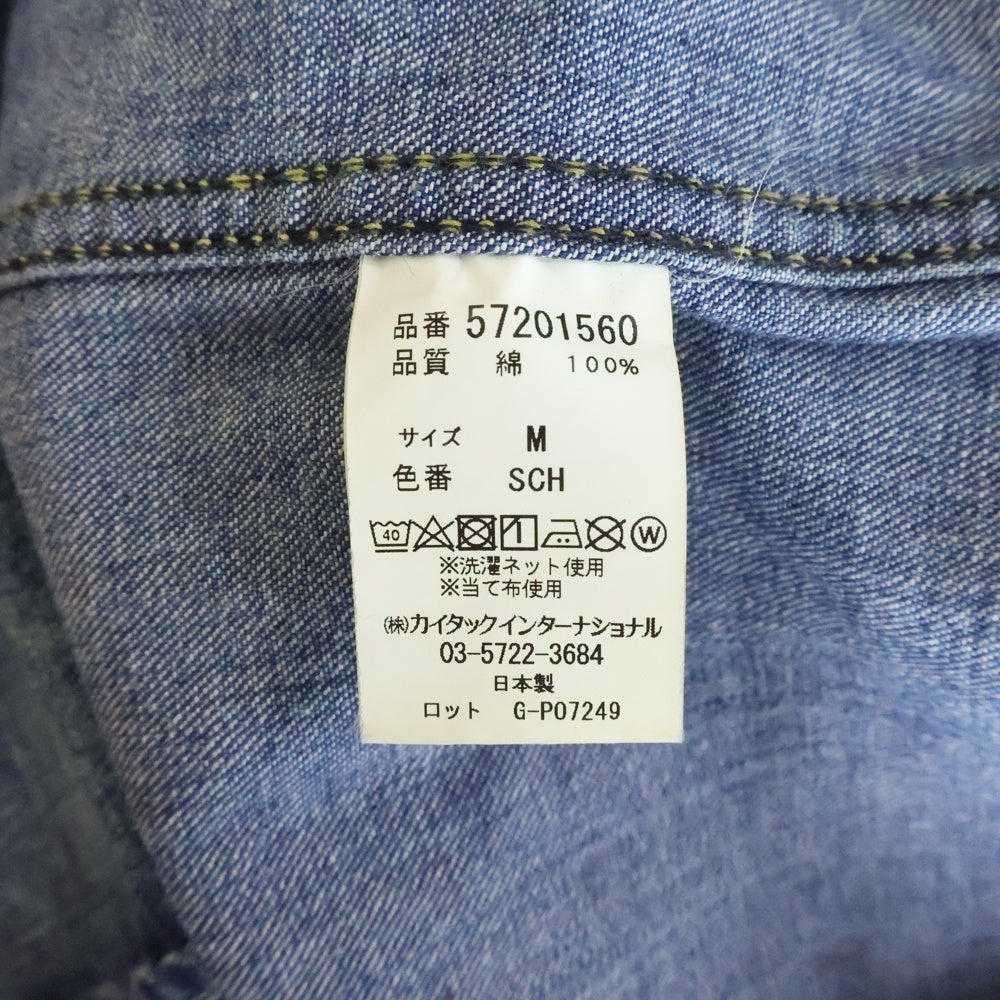 品番 57201560
品質 綿 100%
サイズ M
色番 SCH
40 W
※洗濯ネット使用
※当て布使用
㈱カイタックインターナショナル
03-5722-3684
日本製
ロット G-P07249